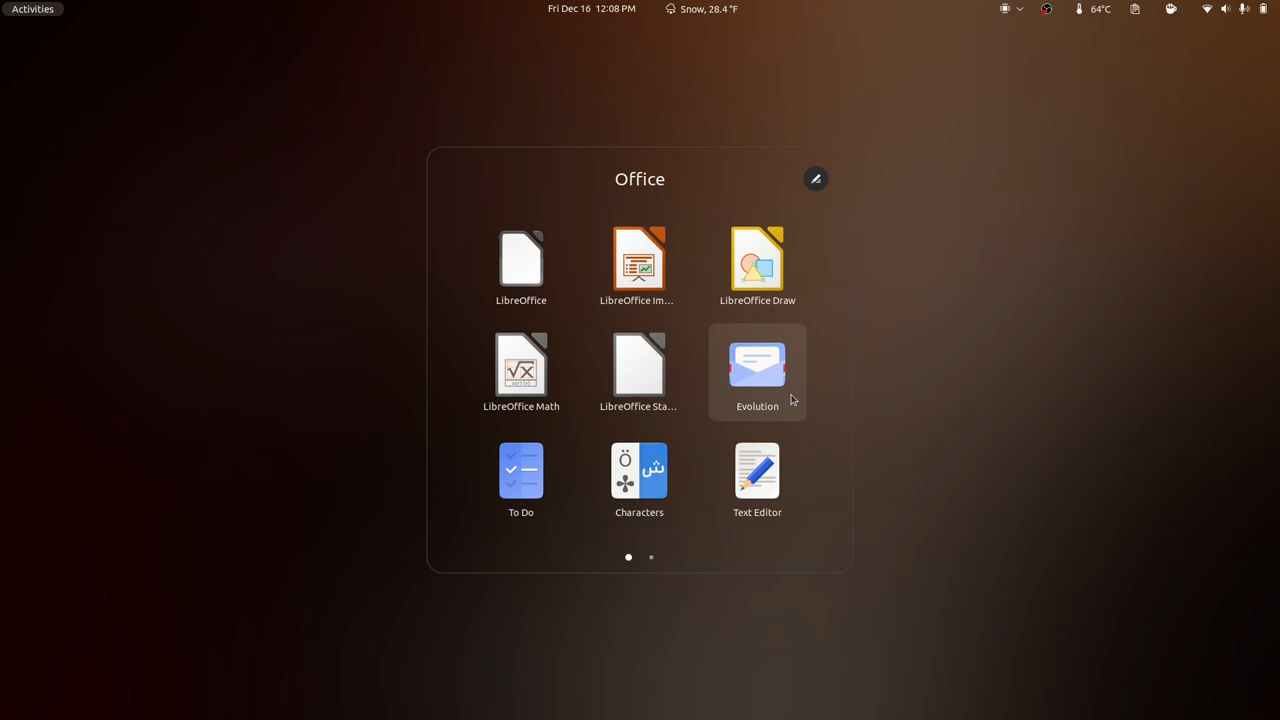 Activities
Fri Dec 16 12:08 PM
Snow, 28.4 °F
64°C
Office
LibreOffice
LibreOffice Im...
LibreOffice Draw
√x
sqrt(x)
LibreOffice Math
LibreOffice Sta...
Evolution
To Do
Ö
ش
Characters
Text Editor